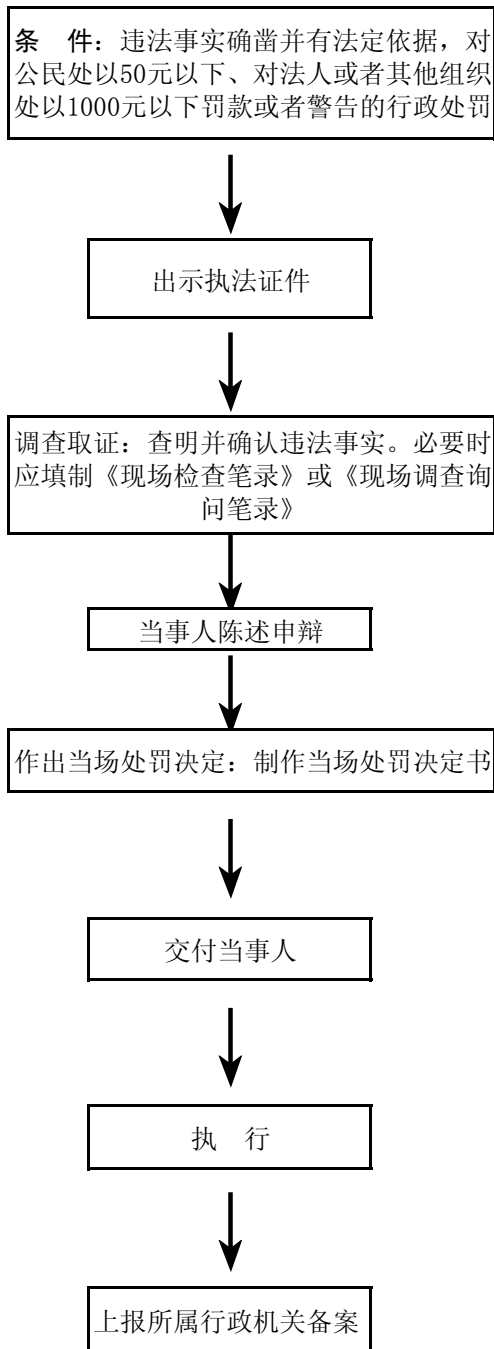 条　件：违法事实确凿并有法定依据，对
公民处以50元以下、对法人或者其他组织
处以1000元以下罚款或者警告的行政处罚
出示执法证件
调查取证：查明并确认违法事实。必要时
应填制《现场检查笔录》或《现场调查询
问笔录》
当事人陈述申辩
作出当场处罚决定：制作当场处罚决定书
交付当事人
执　行
上报所属行政机关备案